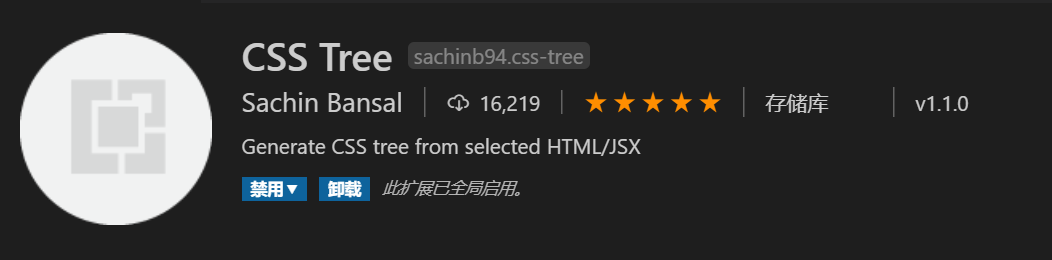 CSS Tree sachinb94.css-tree
Sachin Bansal 16,219 存储库 v1.1.0
Generate CSS tree from selected HTML/JSX
禁用 卸载 此扩展已全局启用。